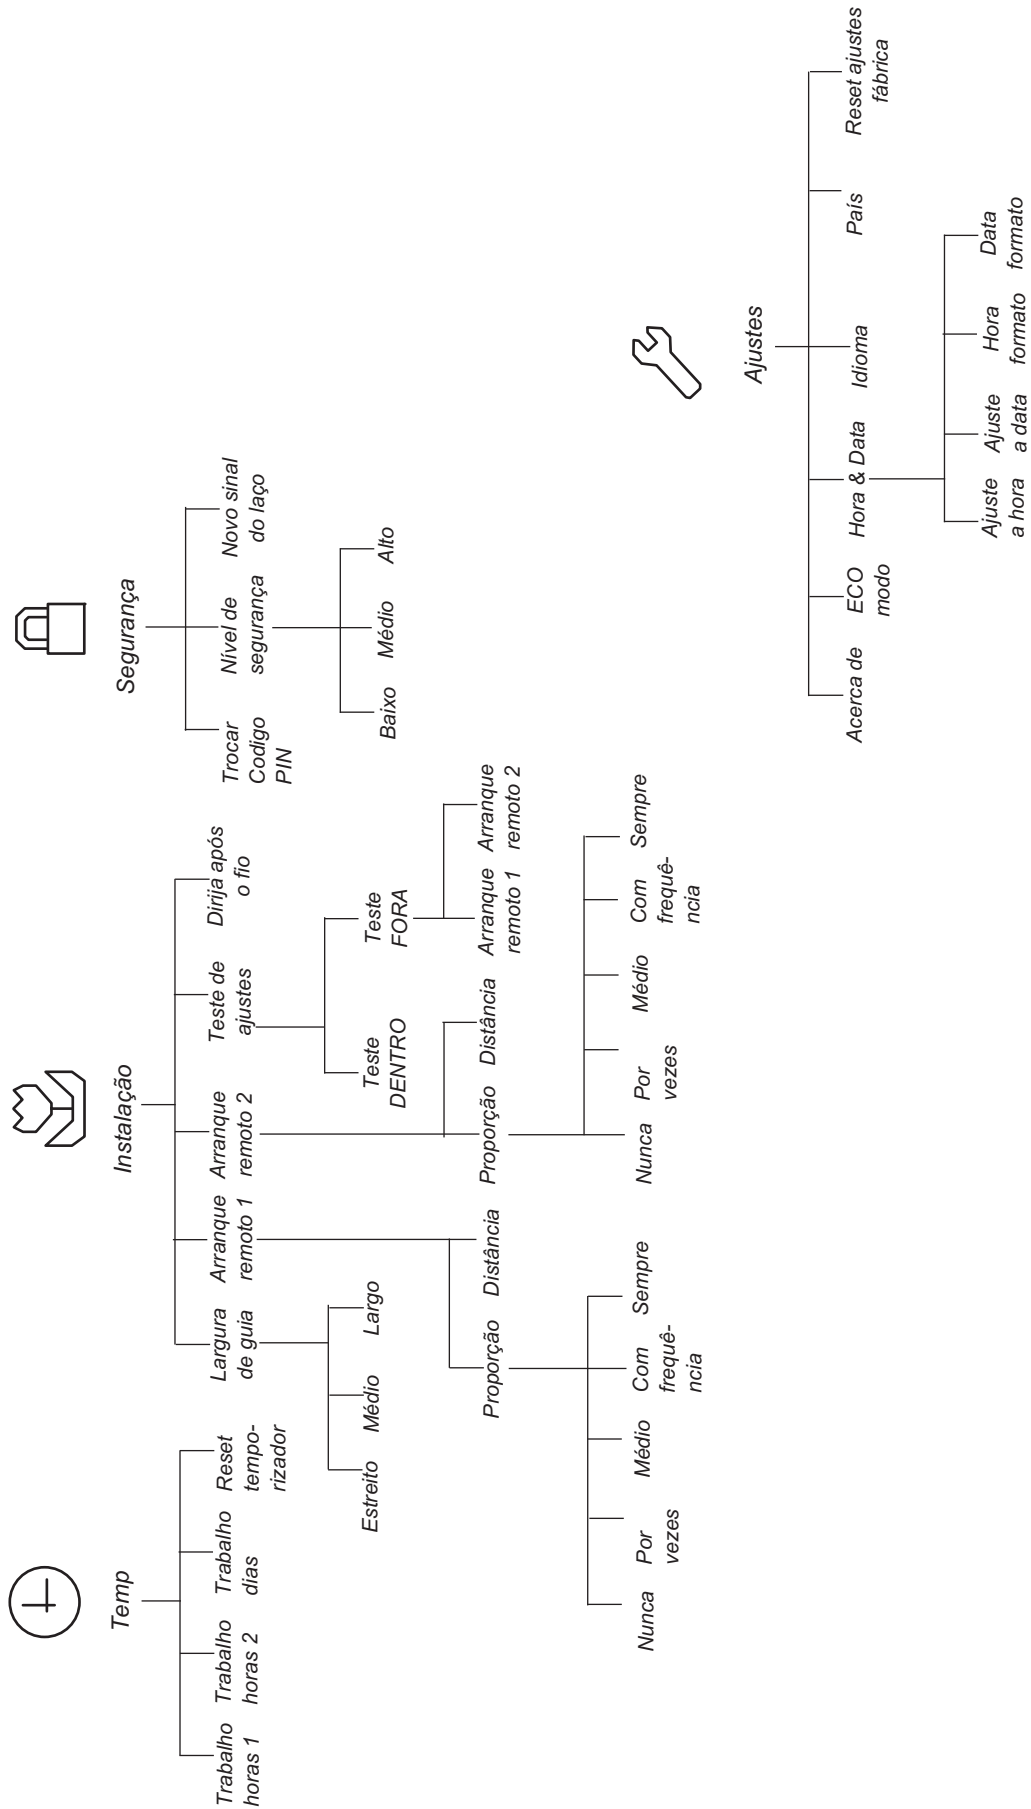 Temp
Trabalho
horas 1
Trabalho
horas 2
Trabalho
dias
Reset
tempo-
rizador
Instalação
Largura
de guia
Estreito
Médio
Largo
Arranque
remoto 1
Proporção
Distância
Nunca
Por
vezes
Médio
Com
frequê-
ncia
Sempre
Arranque
remoto 2
Proporção
Distância
Nunca
Por
vezes
Médio
Com
frequê-
ncia
Sempre
Teste de
ajustes
Teste
DENTRO
Teste
FORA
Arranque
remoto 1
Arranque
remoto 2
Dirija após
o fio
Segurança
Trocar
Codigo
PIN
Nível de
segurança
Baixo
Médio
Alto
Novo sinal
do laço
Ajustes
Acerca de
ECO
modo
Hora & Data
Ajuste
a hora
Ajuste
a data
Hora
formato
Data
formato
Idioma
País
Reset ajustes
fábrica